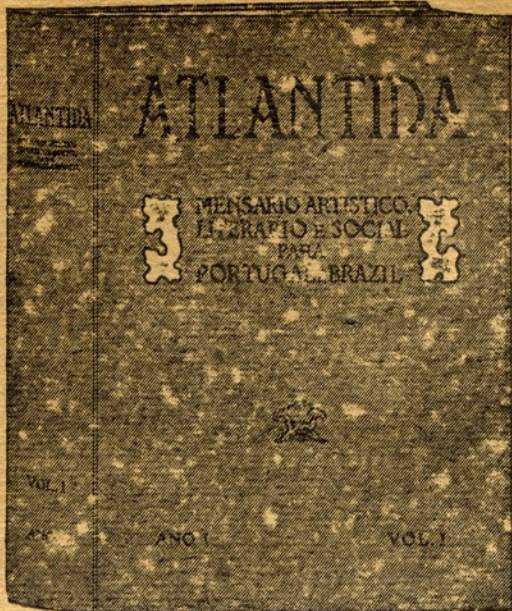 ATLANTIDA
VOL. I
ATLANTIDA
MENSARIO ARTISTICO,
LITERARIO E SOCIAL
PARA
PORTUGAL E BRAZIL
ANO I
VOL. I